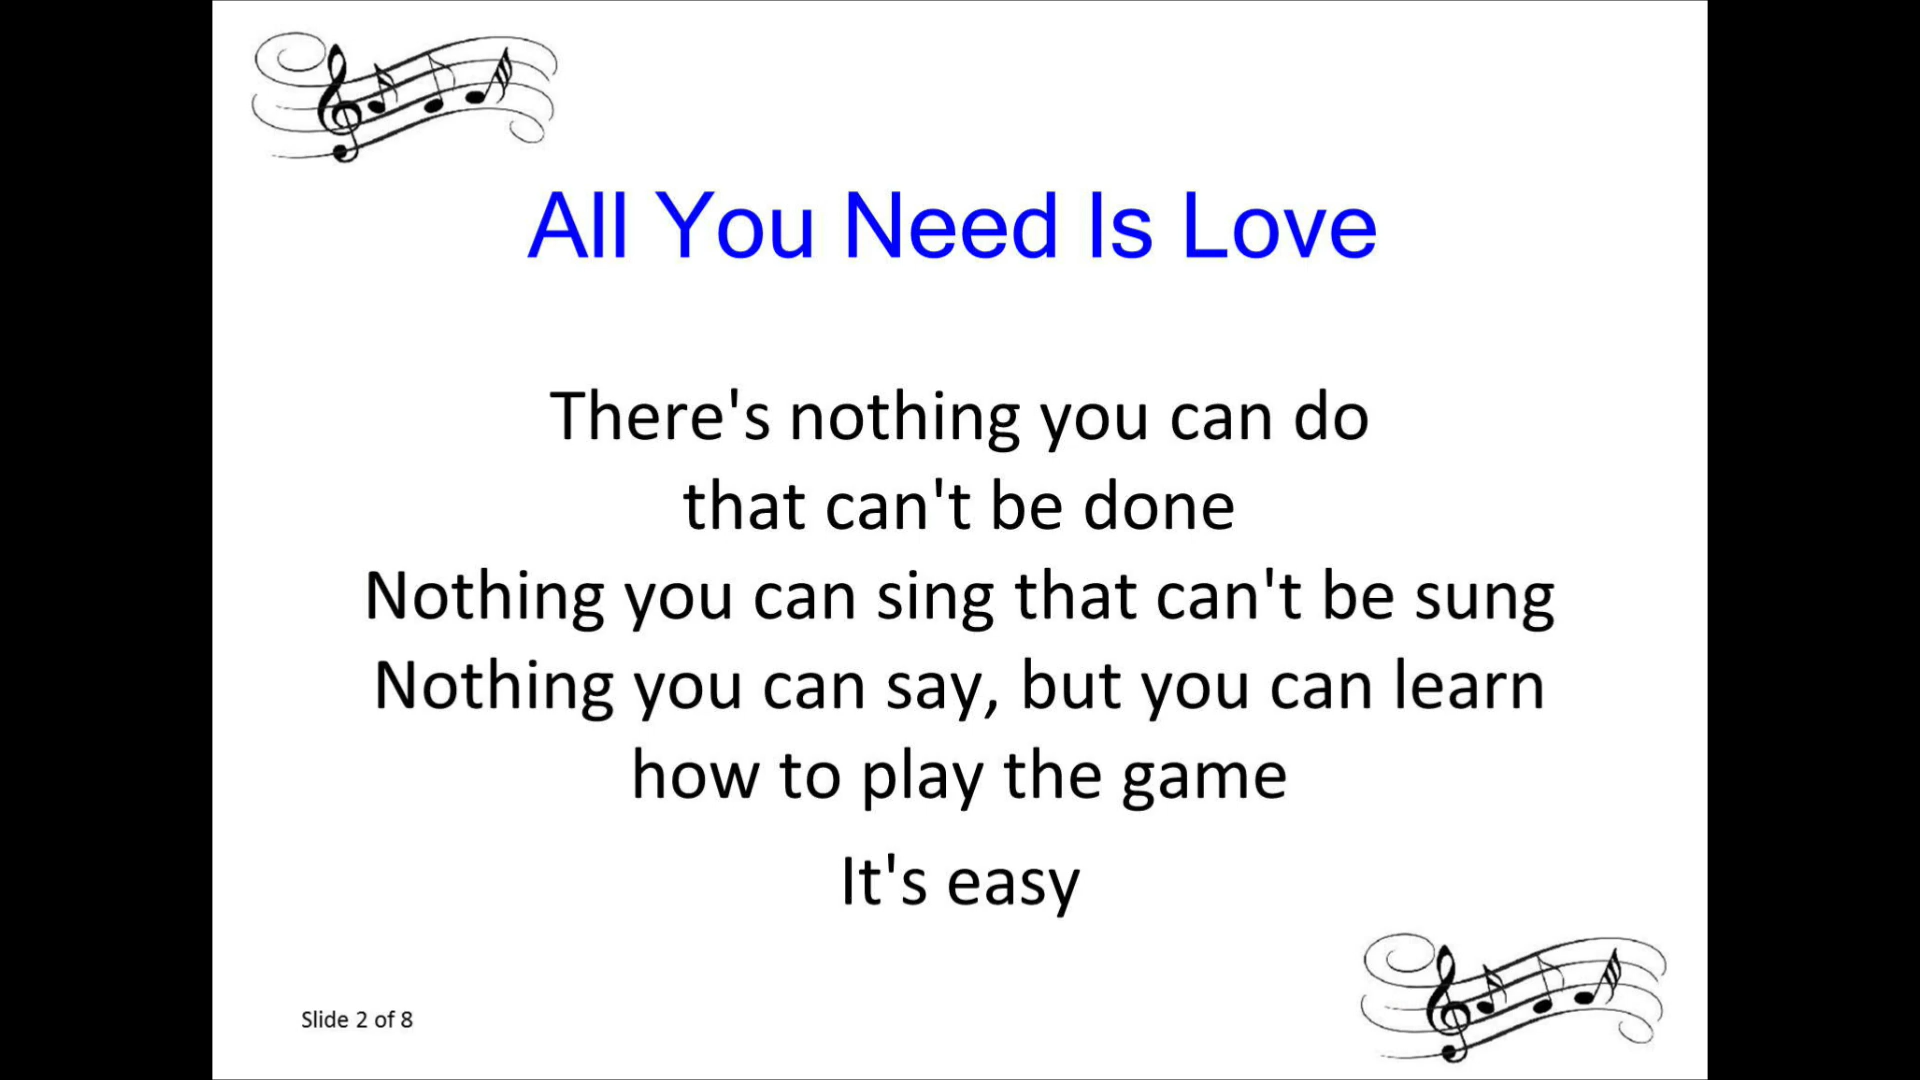 All You Need Is Love
There's nothing you can do
that can't be done
Nothing you can sing that can't be sung
Nothing you can say, but you can learn
how to play the game
It's easy
Slide 2 of 8